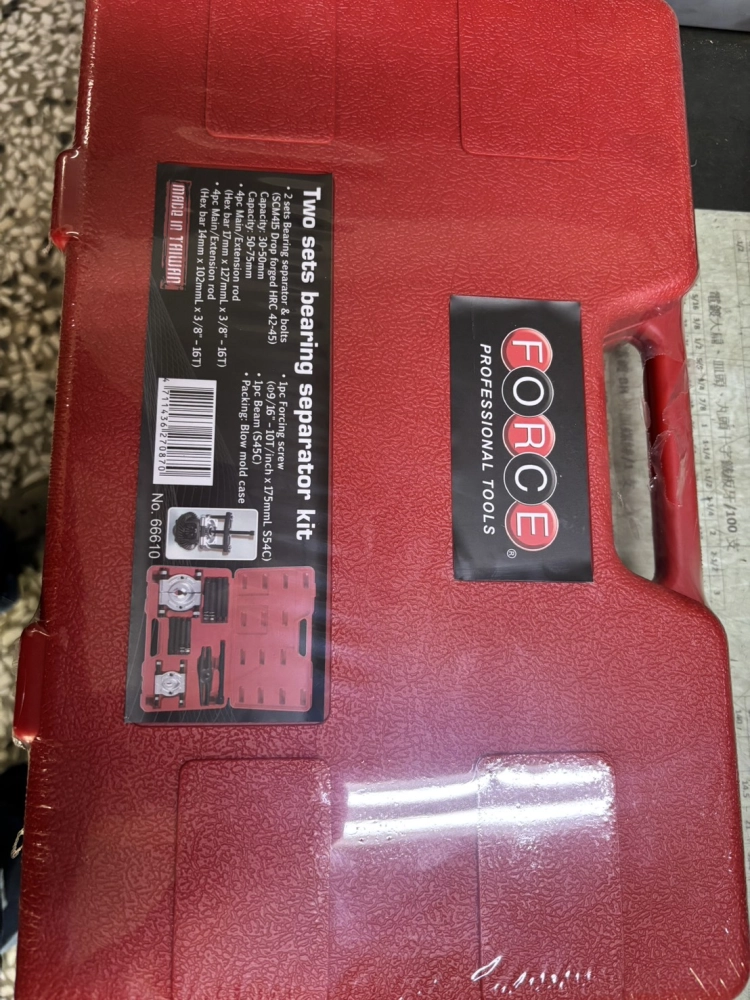 FORCE®
PROFESSIONAL TOOLS
Two sets bearing separator kit
• 2 sets Bearing separator & bolts
(SCM415 Drop forged HRC 42-45)
Capacity: 30-50mm
Capacity: 50-75mm
• 4pc Main/Extension rod
(Hex bar 17mm x 127mmL x 3/8" - 16T)
• 4pc Main/Extension rod
(Hex bar 14mm x 102mmL x 3/8" - 16T)
• 1pc Forcing screw
(Φ9/16" - 10T/inch x 175mmL S54C)
• 1pc Beam (S45C)
• Packing: Blow mold case
MADE IN TAIWAN
4711436270870
No. 66610